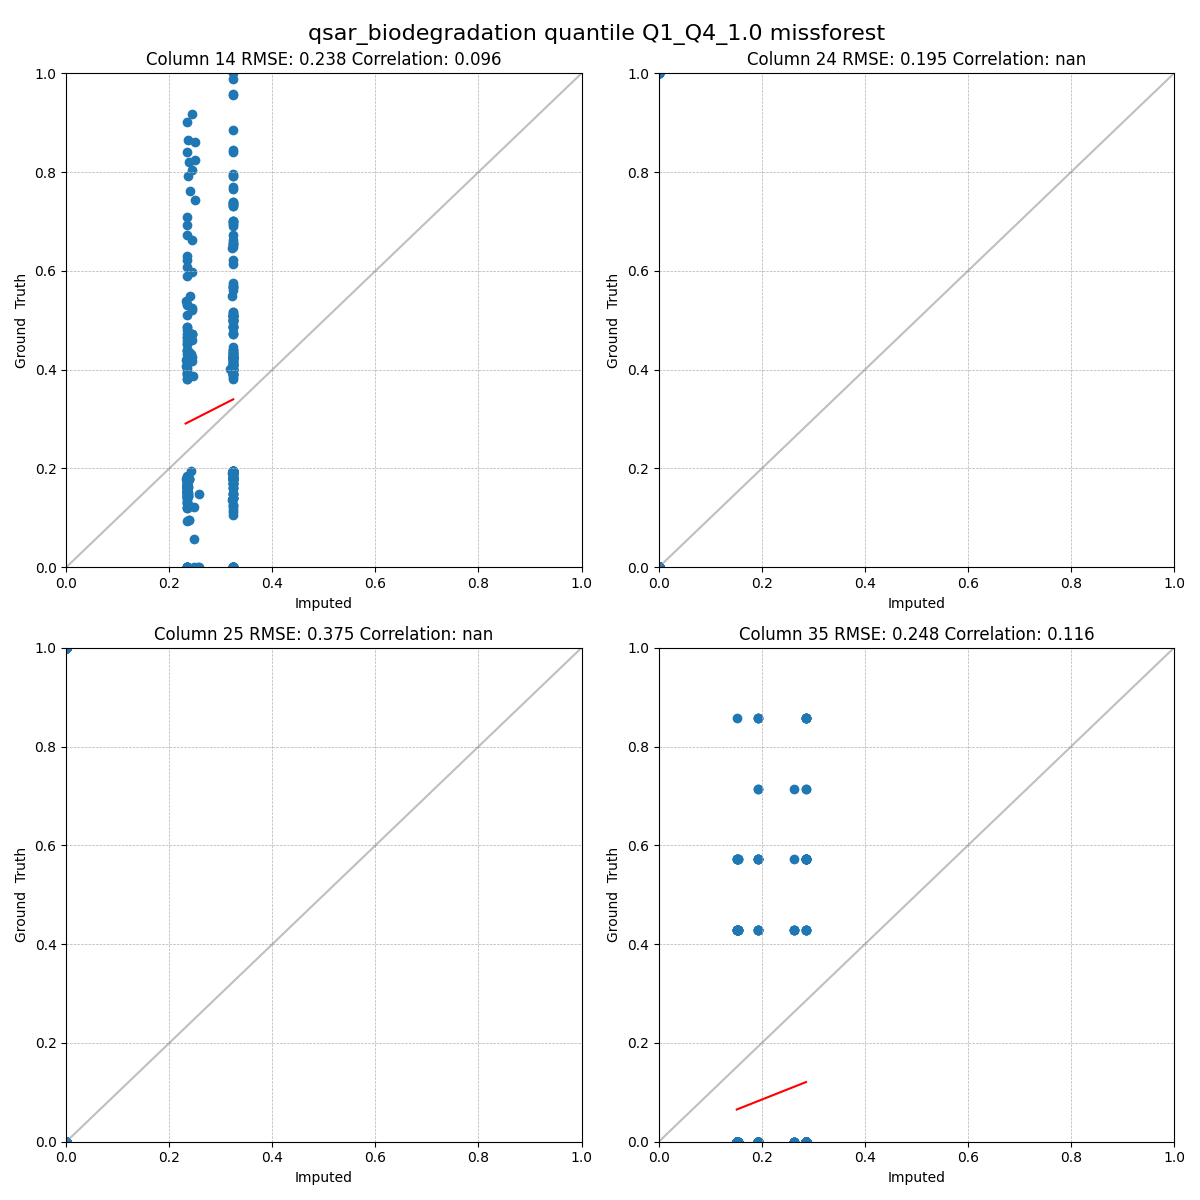 qsar_biodegradation quantile Q1_Q4_1.0 missforest
Column 14 RMSE: 0.238 Correlation: 0.096
1.0
0.8
0.6
0.4
0.2
0.0
Ground Truth
0.0 0.2 0.4 0.6 0.8 1.0
Imputed
Column 24 RMSE: 0.195 Correlation: nan
1.0
0.8
0.6
0.4
0.2
0.0
Ground Truth
0.0 0.2 0.4 0.6 0.8 1.0
Imputed
Column 25 RMSE: 0.375 Correlation: nan
1.0
0.8
0.6
0.4
0.2
0.0
Ground Truth
0.0 0.2 0.4 0.6 0.8 1.0
Imputed
Column 35 RMSE: 0.248 Correlation: 0.116
1.0
0.8
0.6
0.4
0.2
0.0
Ground Truth
0.0 0.2 0.4 0.6 0.8 1.0
Imputed